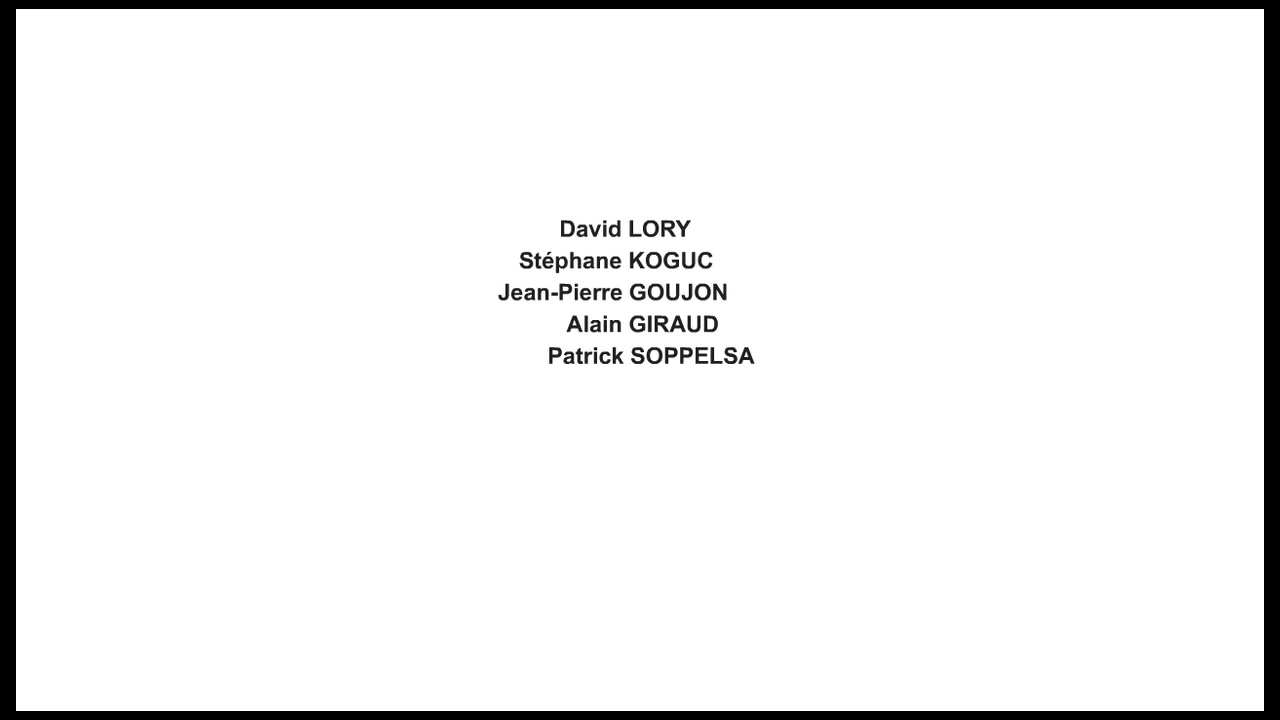 David LORY
Stéphane KOGUC
Jean-Pierre GOUJON
Alain GIRAUD
Patrick SOPPELSA